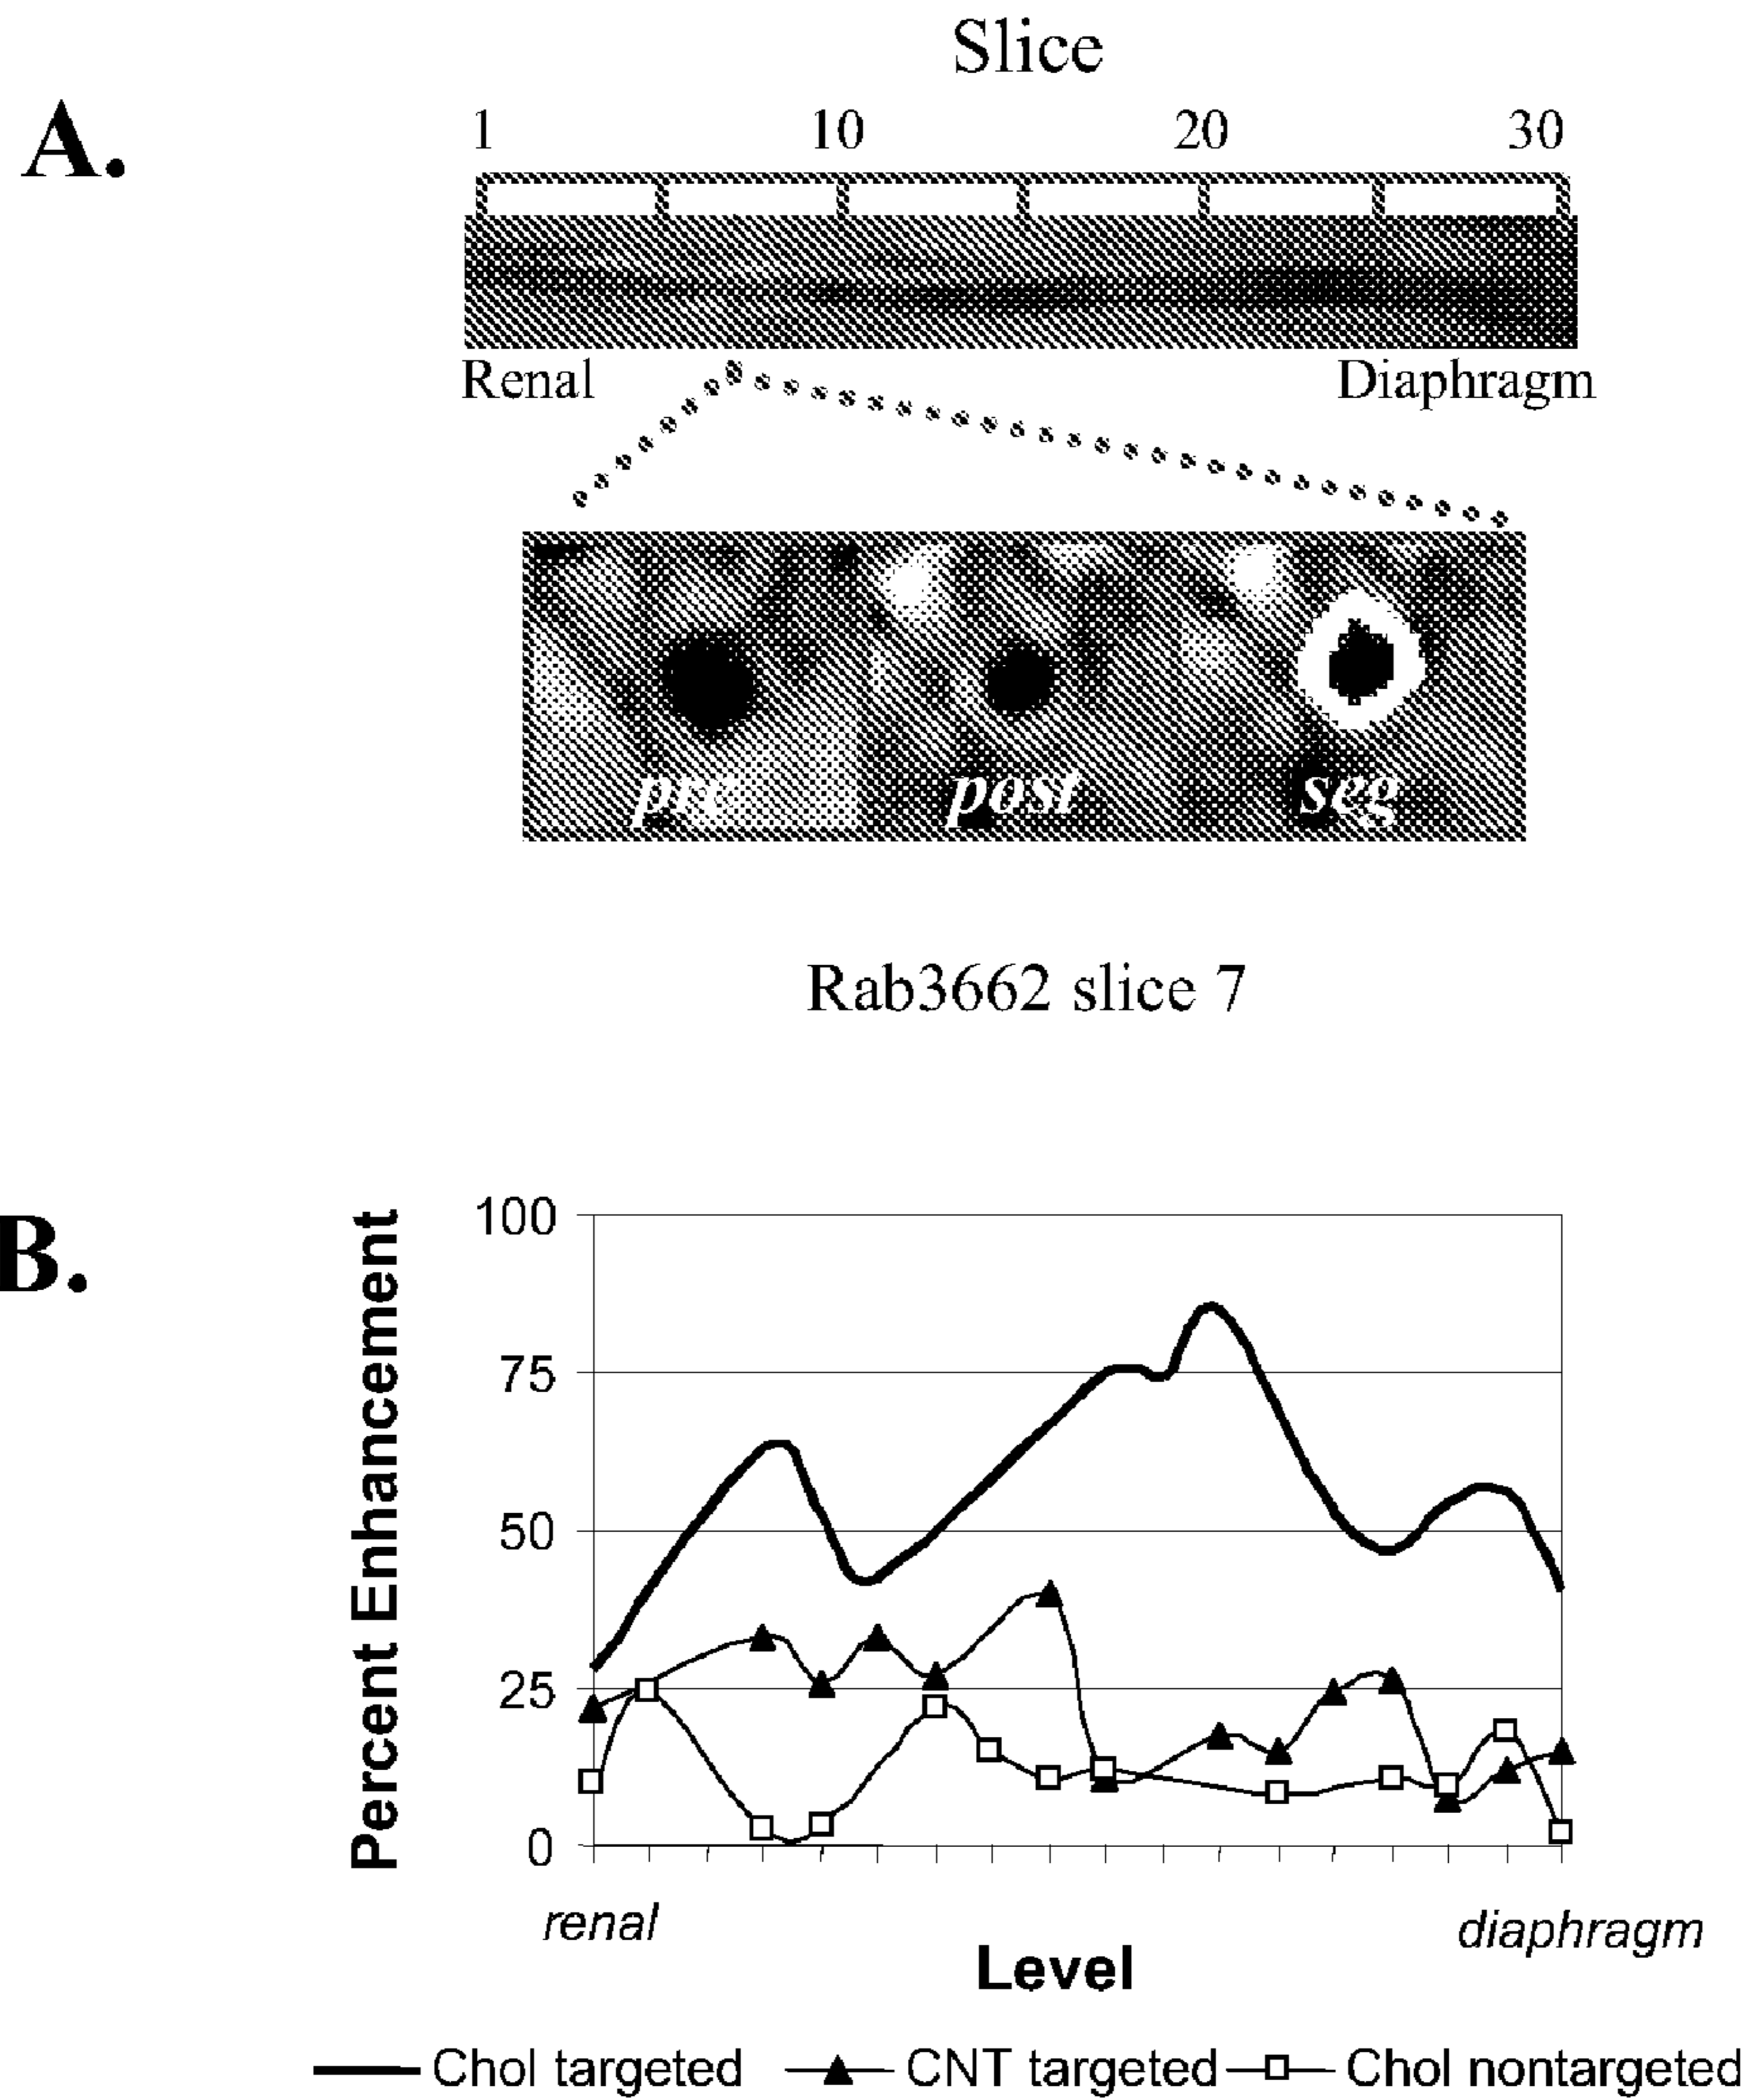 Slice
A.
1 10 20 30
Renal Diaphragm
pre post seg
Rab3662 slice 7
B.
Percent Enhancement
100
75
50
25
0
renal diaphragm
Level
Chol targeted CNT targeted Chol nontargeted